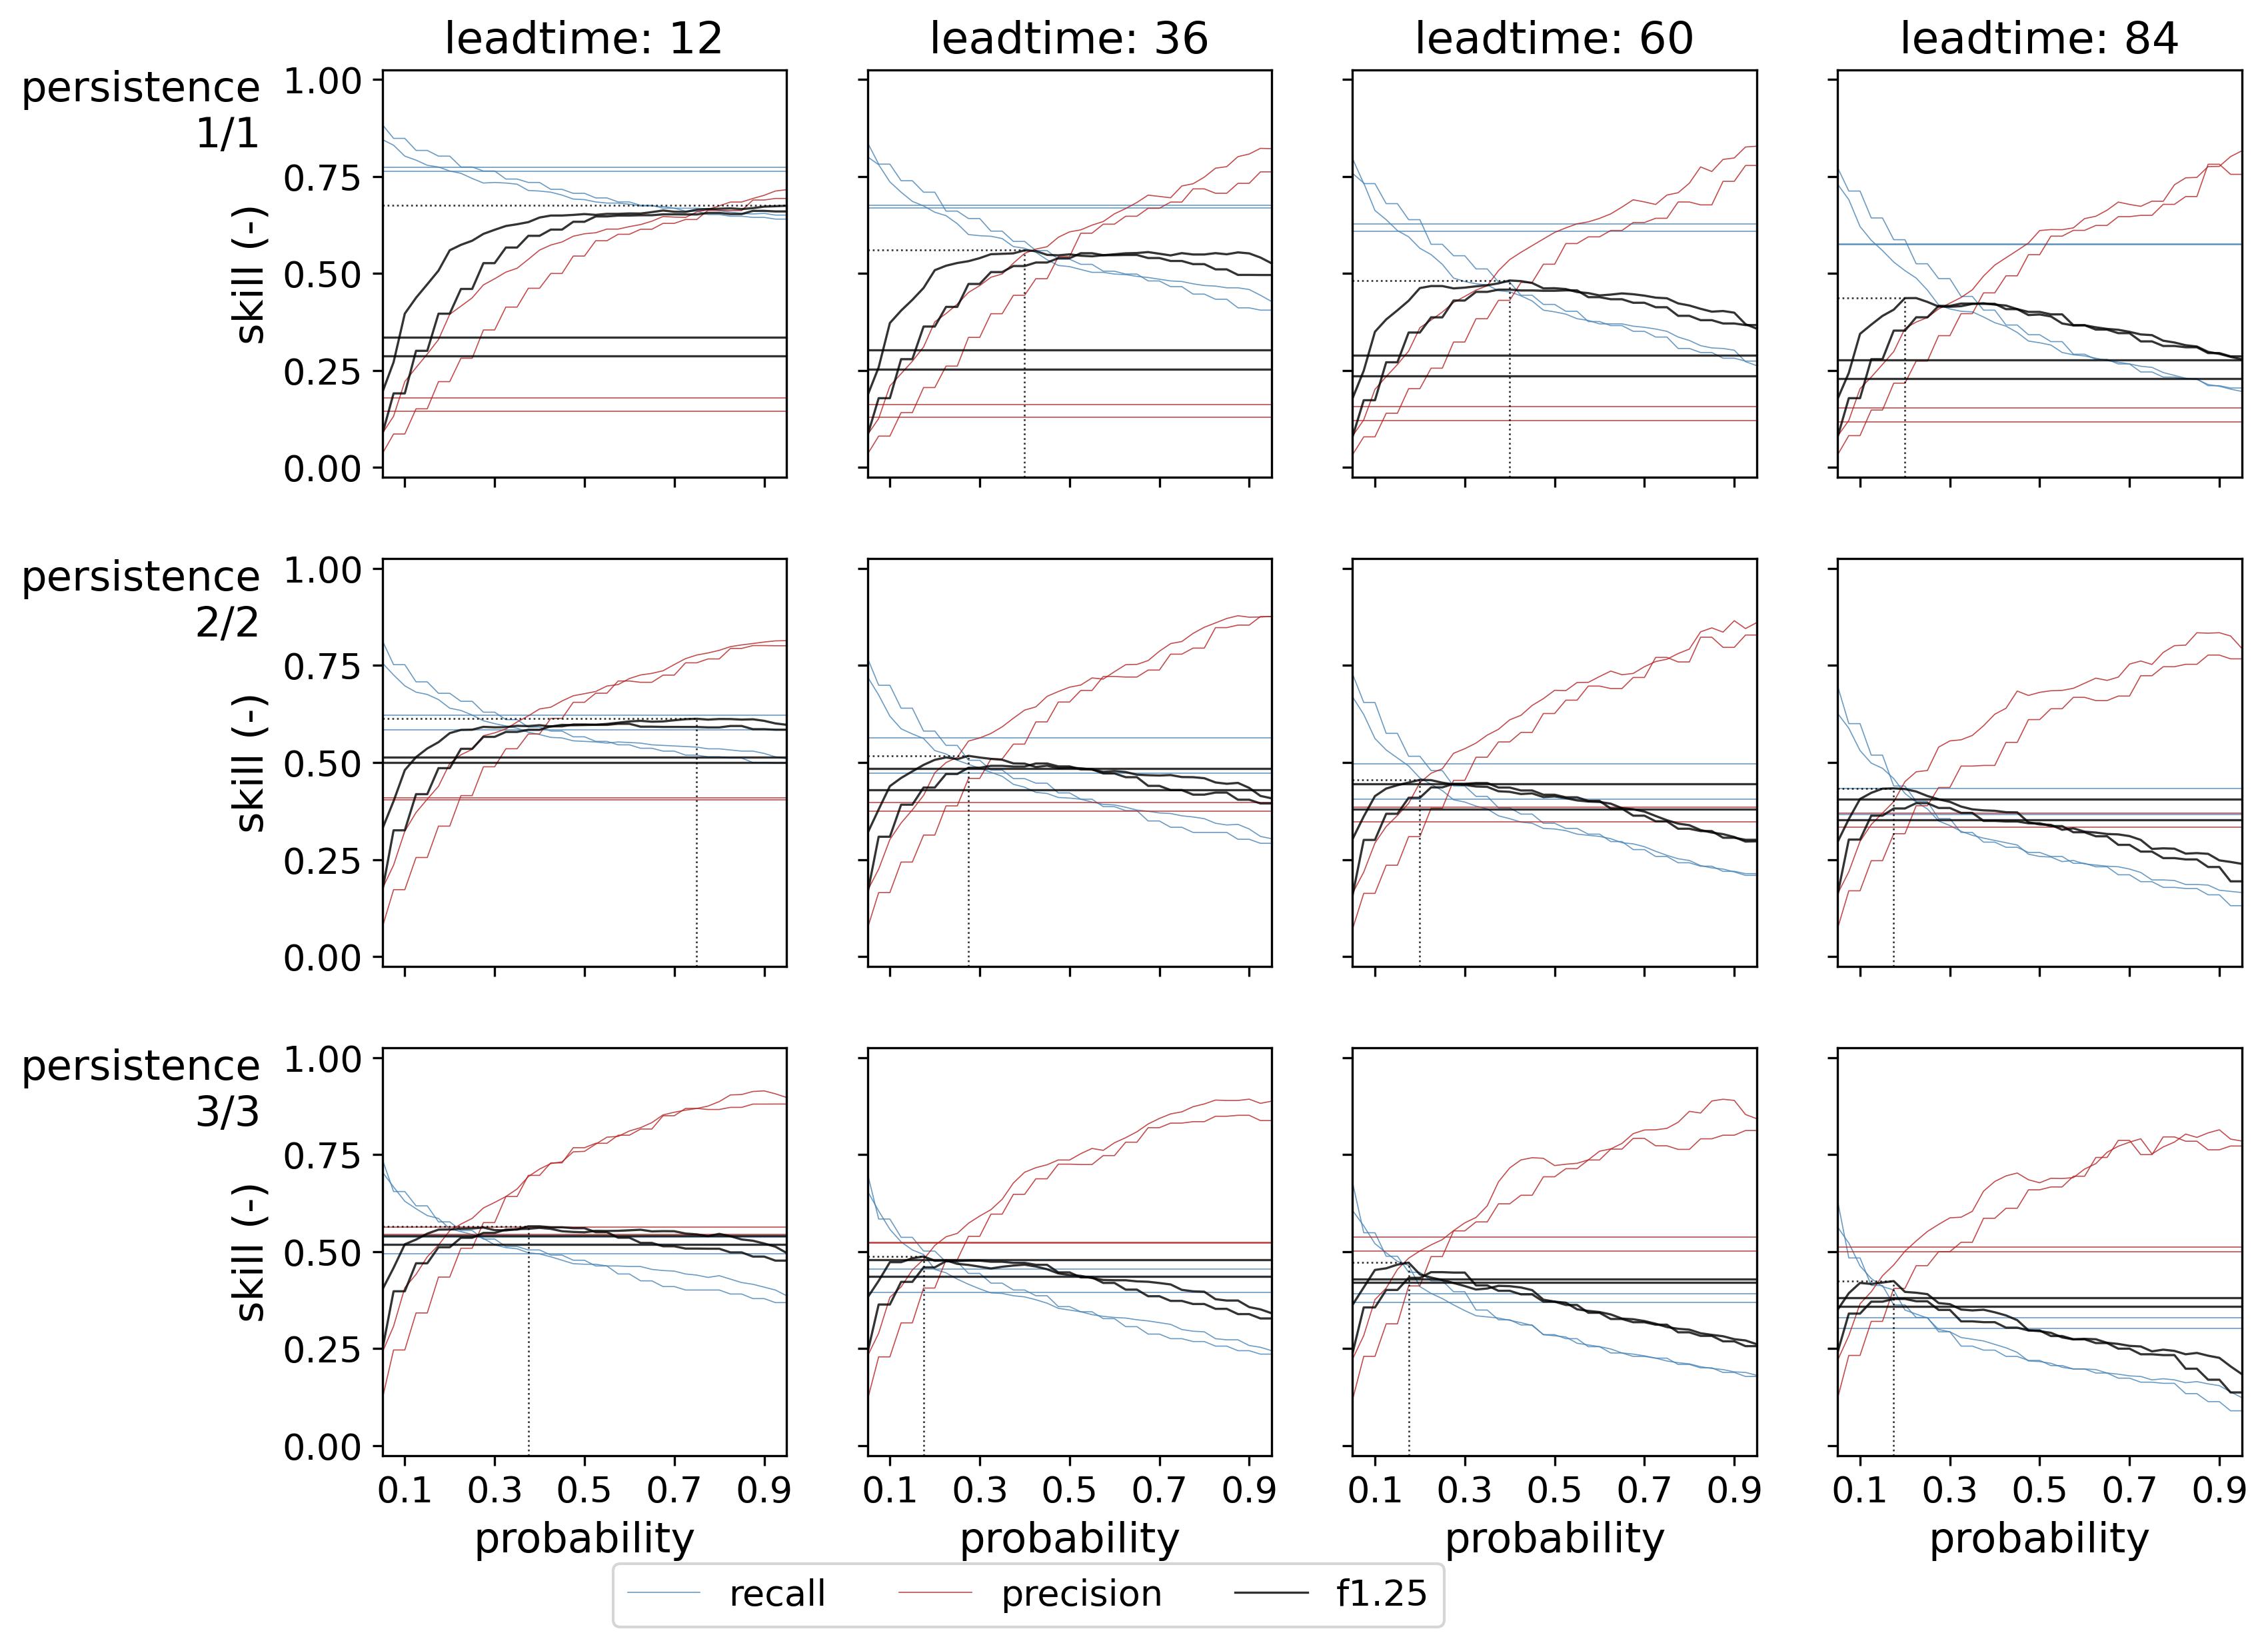 leadtime: 12 leadtime: 36 leadtime: 60 leadtime: 84
persistence
1/1
1.00
0.75
0.50
0.25
0.00
skill (-)
persistence
2/2
1.00
0.75
0.50
0.25
0.00
skill (-)
persistence
3/3
1.00
0.75
0.50
0.25
0.00
skill (-)
0.1 0.3 0.5 0.7 0.9 0.1 0.3 0.5 0.7 0.9 0.1 0.3 0.5 0.7 0.9 0.1 0.3 0.5 0.7 0.9
probability probability probability probability
recall precision f1.25